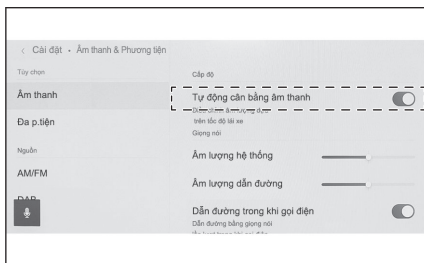 < Cài đặt • Âm thanh & Phương tiện
Tùy chọn
Âm thanh
Đa p.tiện
Nguồn
AM/FM
DAB
Cấp độ
Tự động cân bằng âm thanh
trên tốc độ lái xe
Giọng nói
Âm lượng hệ thống
Âm lượng dẫn đường
Dẫn đường trong khi gọi điện
Dẫn đường bằng giọng nói